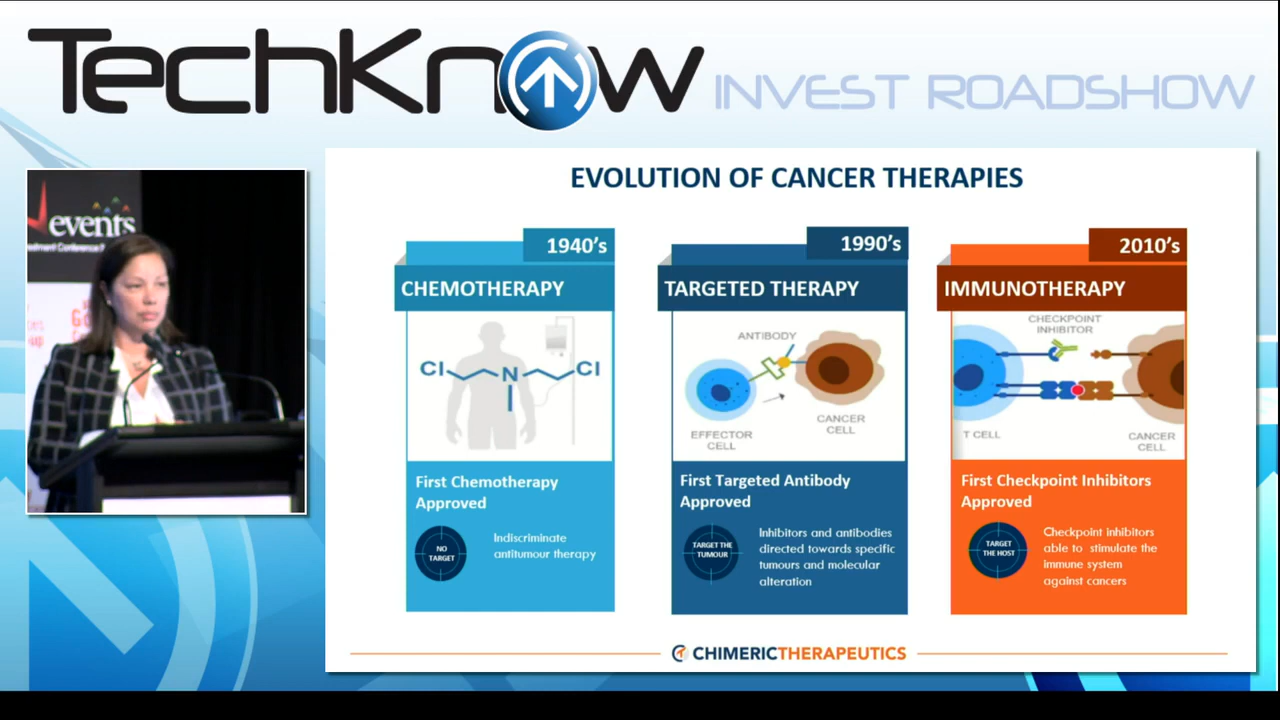 TechKnow INVEST ROADSHOW
events
EVOLUTION OF CANCER THERAPIES
1940's
CHEMOTHERAPY
Cl N Cl
First Chemotherapy
Approved
NO
TARGET
Indiscriminate
antitumour therapy
1990's
TARGETED THERAPY
ANTIBODY
EFFECTOR
CELL
CANCER
CELL
First Targeted Antibody
Approved
TARGET THE
TUMOUR
Inhibitors and antibodies
directed towards specific
tumours and molecular
alteration
2010's
IMMUNOTHERAPY
CHECKPOINT
INHIBITOR
T CELL
CANCER
CELL
First Checkpoint Inhibitors
Approved
TARGET
THE HOST
Checkpoint inhibitors
able to stimulate the
immune system
against cancers
CHIMERICTHERAPEUTICS